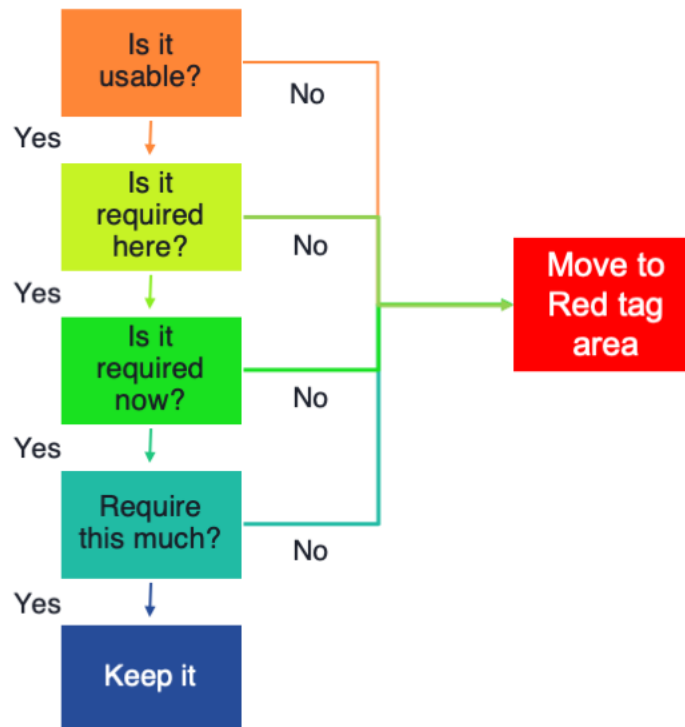 Is it
usable?
No
Yes
Is it
required
here?
No
Move to
Red tag
area
Yes
Is it
required
now?
No
Yes
Require
this much?
No
Yes
Keep it